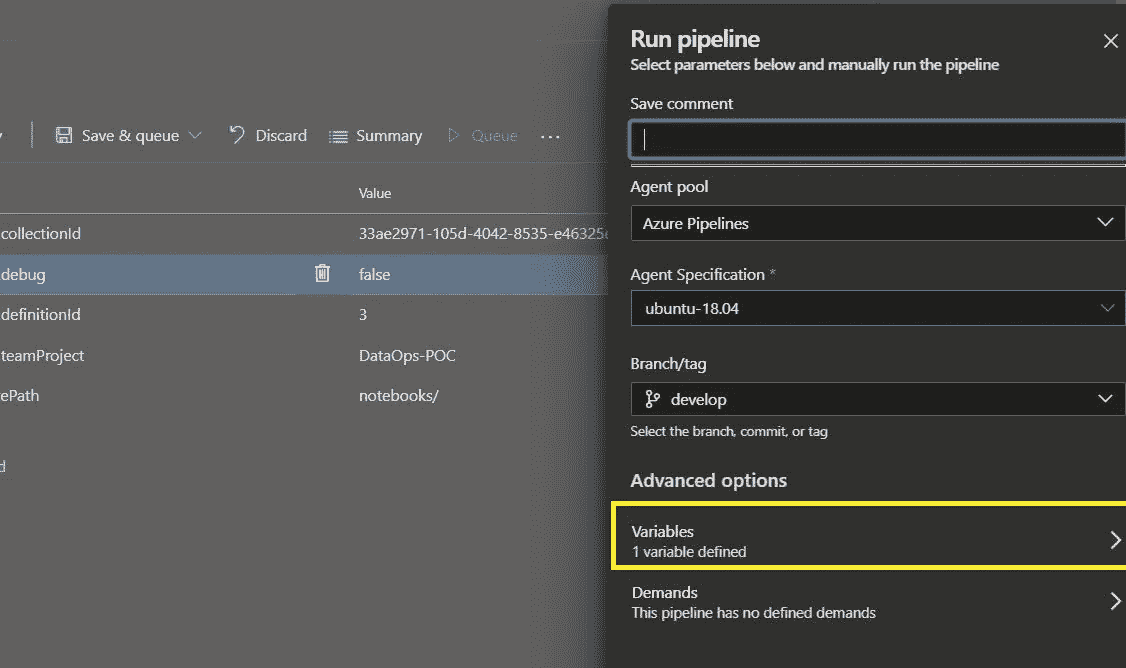 Save & queue
Discard
Summary
Queue
...
Value
collectionId
33ae2971-105d-4042-8535-e46325
debug
false
definitionId
3
teamProject
DataOps-POC
ePath
notebooks/
d
Run pipeline
Select parameters below and manually run the pipeline
Save comment
Agent pool
Azure Pipelines
Agent Specification *
ubuntu-18.04
Branch/tag
develop
Select the branch, commit, or tag
Advanced options
Variables
1 variable defined
Demands
This pipeline has no defined demands